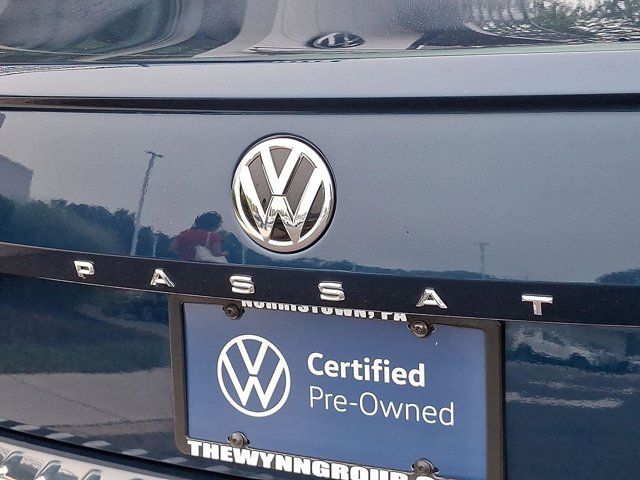 PASSAT
NORRISTOWN, PA
Certified
Pre-Owned
THEWYNNGROUP.